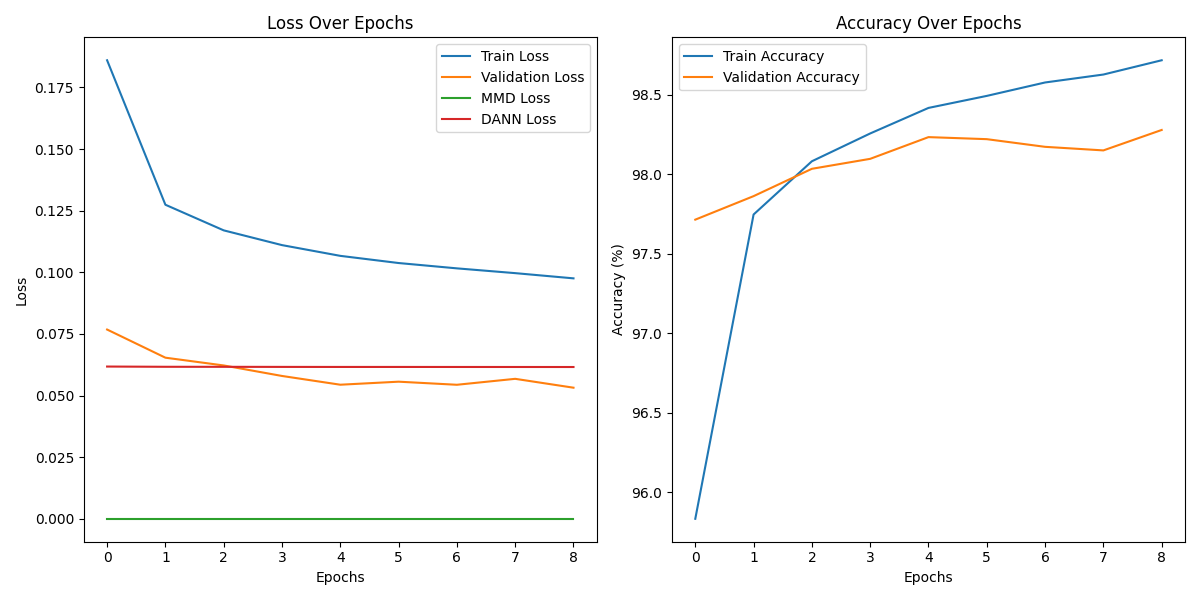 Loss Over Epochs
Train Loss
Validation Loss
MMD Loss
DANN Loss
0.175
0.150
0.125
0.100
0.075
0.050
0.025
0.000
Loss
0 1 2 3 4 5 6 7 8
Epochs
Accuracy Over Epochs
Train Accuracy
Validation Accuracy
98.5
98.0
97.5
97.0
96.5
96.0
Accuracy (%)
0 1 2 3 4 5 6 7 8
Epochs